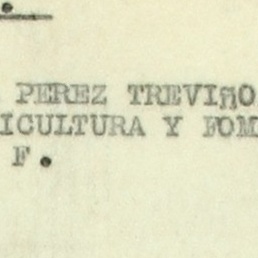 .
PEREZ TREVIÑO
ICULTURA Y FOM
F.